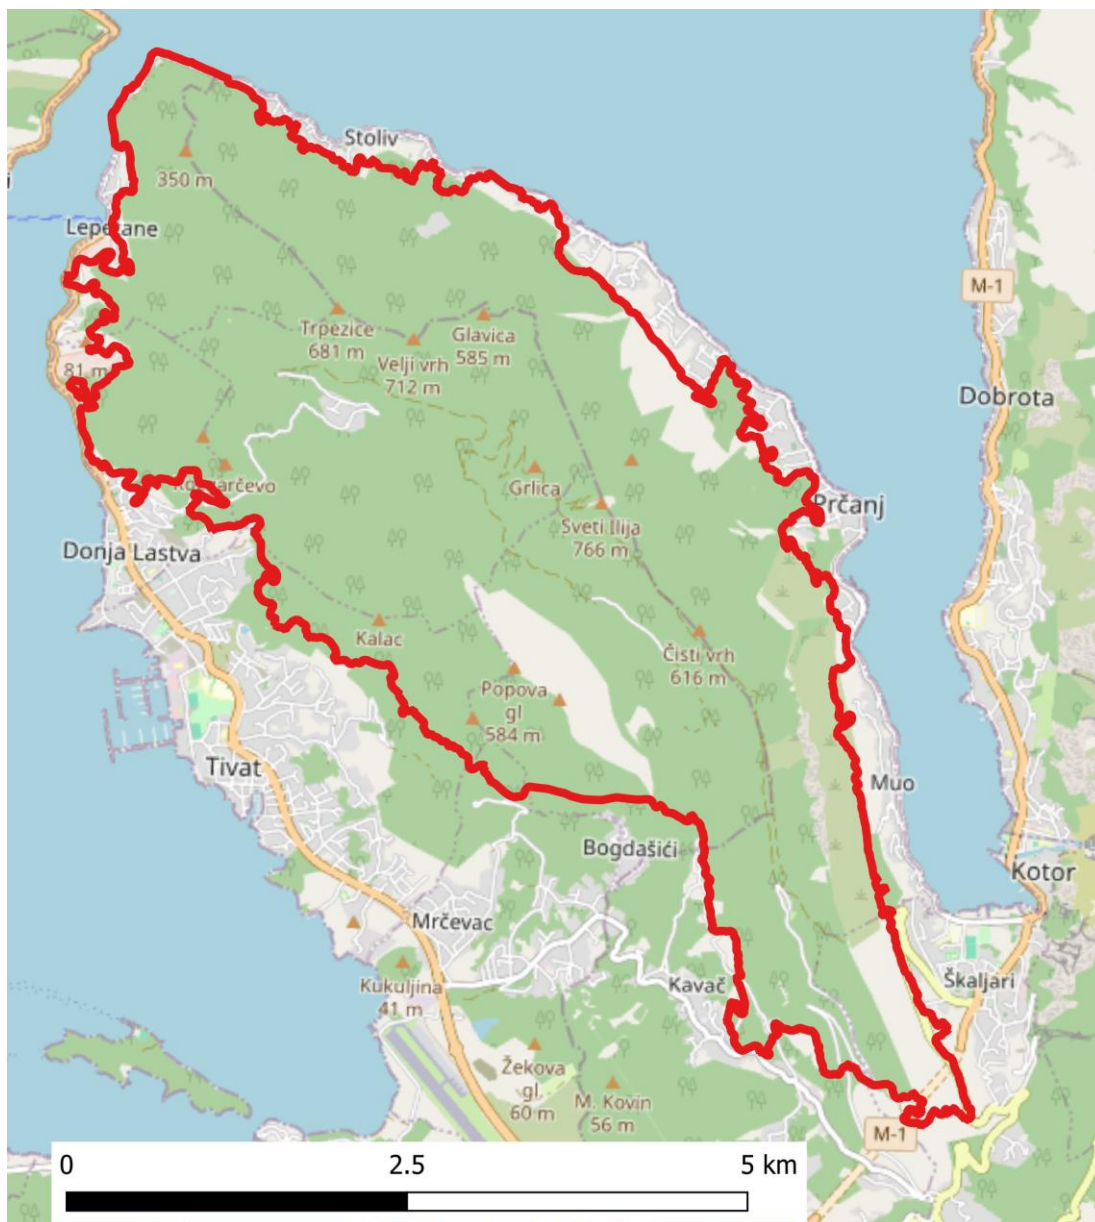 Stoliv
350 m
Lepetane
M-1
Trpezice
681 m
Glavica
585 m
Velji vrh
712 m
81 m
Dobrota
Grlica
Prčanj
Sveti Ilija
766 m
Donja Lastva
Kalac
Čisti vrh
616 m
Popova
gl
584 m
Tivat
Muo
Bogdašići
Kotor
Mrčevac
Kavač
Škaljari
Kukuljina
41 m
Žekova
gl
60 m
M. Kovin
56 m
M-1
0
2.5
5 km